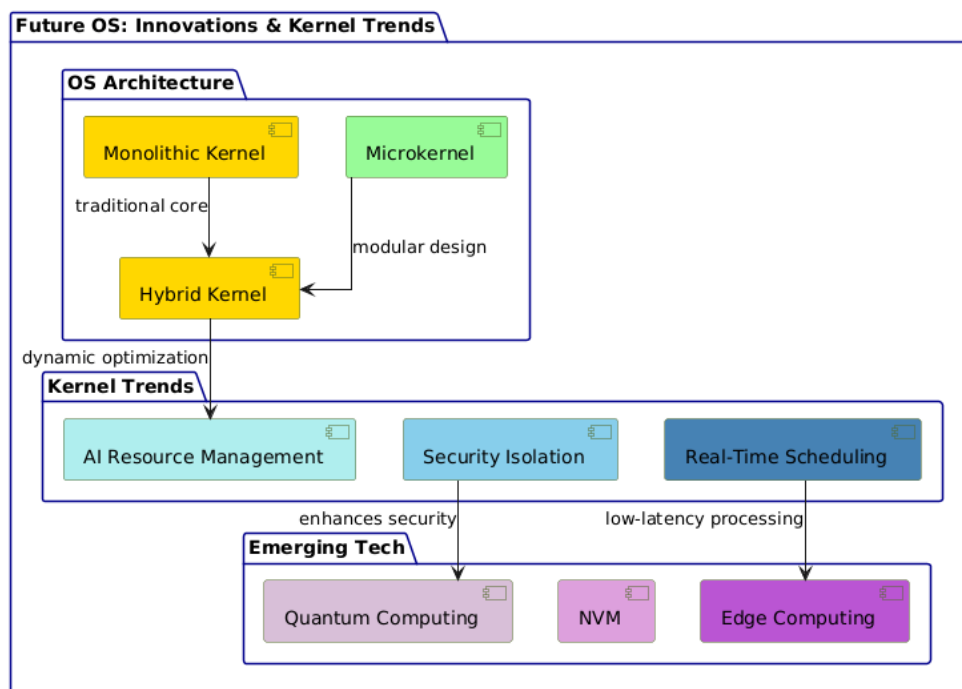 Future OS: Innovations & Kernel Trends
OS Architecture
Monolithic Kernel
Microkernel
traditional core
modular design
Hybrid Kernel
dynamic optimization
Kernel Trends
AI Resource Management
Security Isolation
Real-Time Scheduling
enhances security
low-latency processing
Emerging Tech
Quantum Computing
NVM
Edge Computing